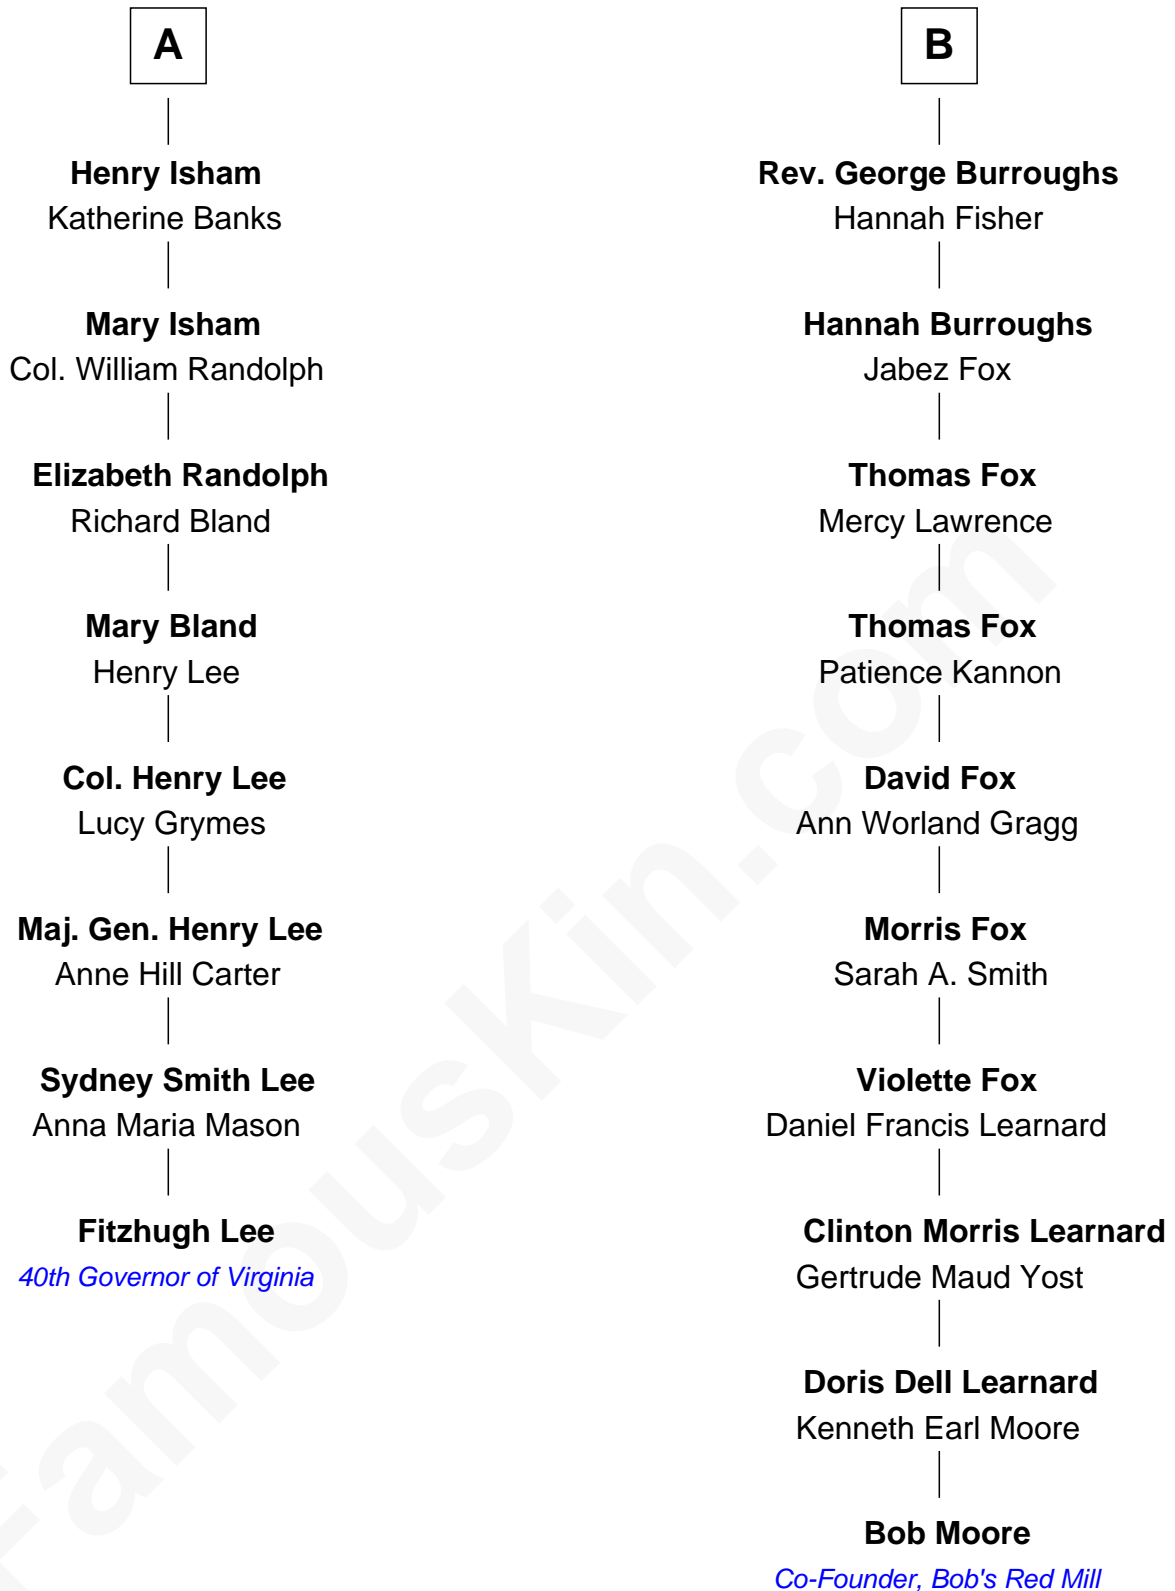 A
Henry Isham
Katherine Banks
Mary Isham
Col. William Randolph
Elizabeth Randolph
Richard Bland
Mary Bland
Henry Lee
Col. Henry Lee
Lucy Grymes
Maj. Gen. Henry Lee
Anne Hill Carter
Sydney Smith Lee
Anna Maria Mason
Fitzhugh Lee
40th Governor of Virginia
B
Rev. George Burroughs
Hannah Fisher
Hannah Burroughs
Jabez Fox
Thomas Fox
Mercy Lawrence
Thomas Fox
Patience Kannon
David Fox
Ann Worland Gragg
Morris Fox
Sarah A. Smith
Violette Fox
Daniel Francis Learnard
Clinton Morris Learnard
Gertrude Maud Yost
Doris Dell Learnard
Kenneth Earl Moore
Bob Moore
Co-Founder, Bob's Red Mill
FamousKin.com